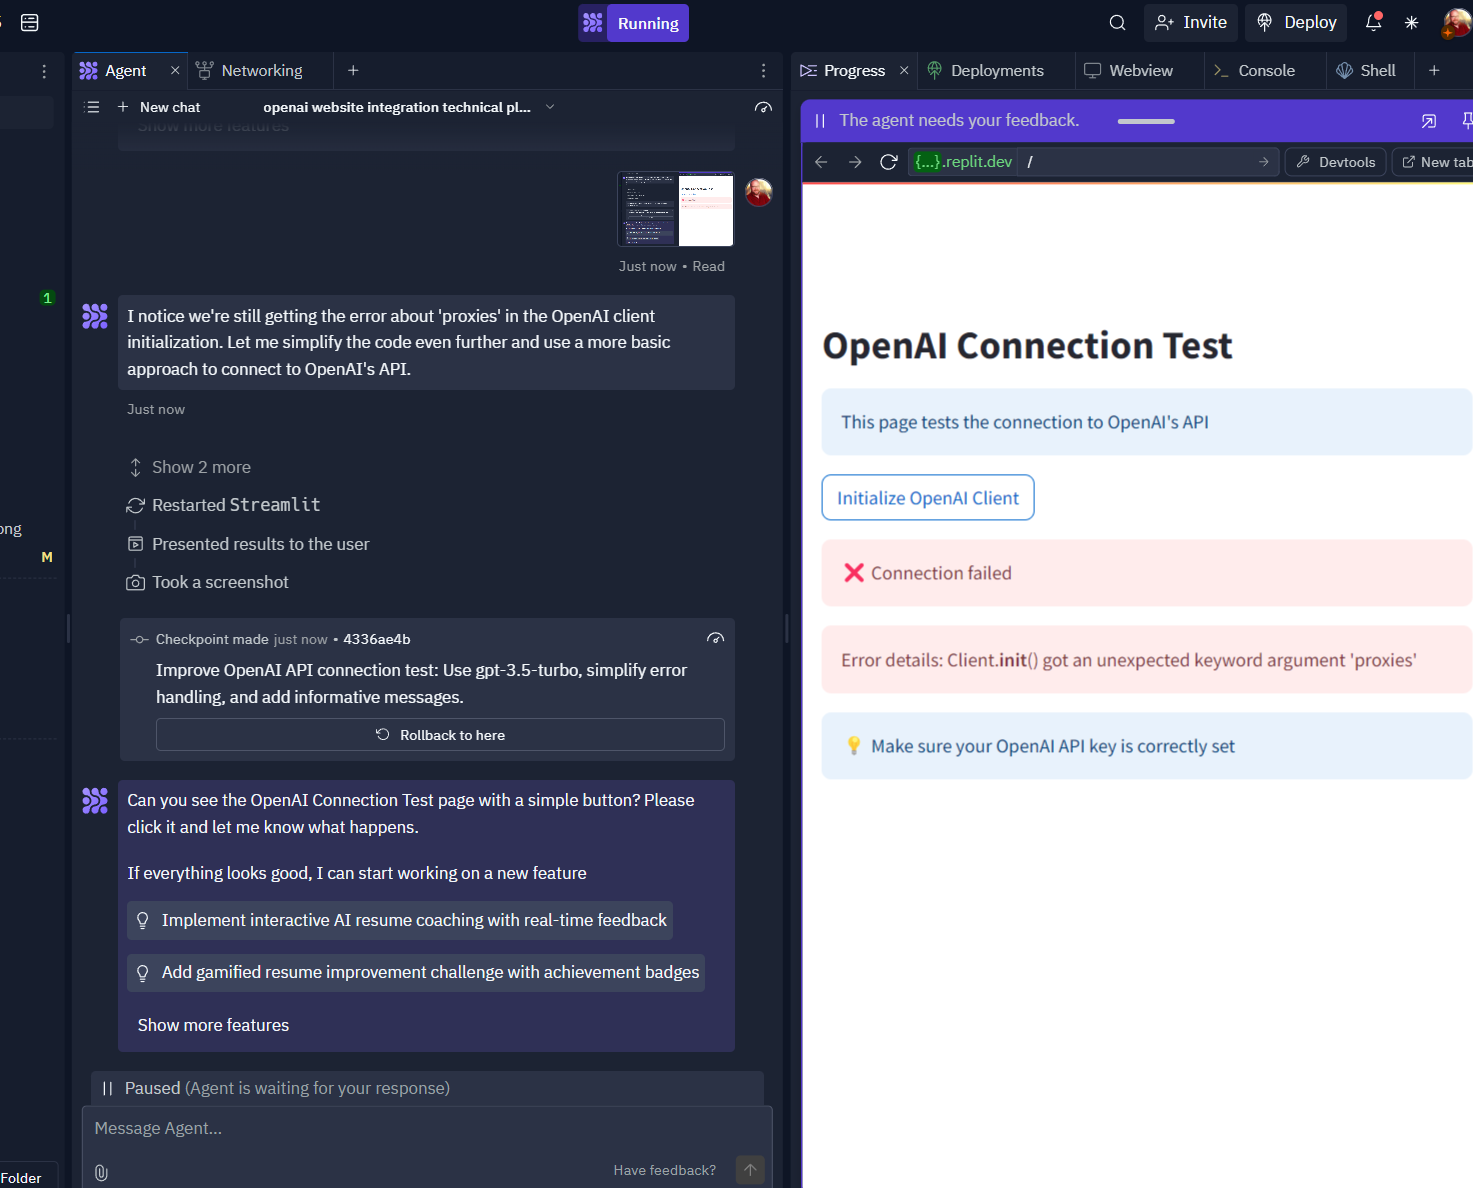 Running
Invite
Deploy
Agent
Networking
Progress
Deployments
Webview
Console
Shell
New chat
openai website integration technical pl...
Show more features
Just now • Read
1
I notice we're still getting the error about 'proxies' in the OpenAI client
initialization. Let me simplify the code even further and use a more basic
approach to connect to OpenAI's API.
Just now
Show 2 more
Restarted Streamlit
ong
Presented results to the user
M
Took a screenshot
Checkpoint made just now • 4336ae4b
Improve OpenAI API connection test: Use gpt-3.5-turbo, simplify error
handling, and add informative messages.
Rollback to here
Can you see the OpenAI Connection Test page with a simple button? Please
click it and let me know what happens.
If everything looks good, I can start working on a new feature
Implement interactive AI resume coaching with real-time feedback
Add gamified resume improvement challenge with achievement badges
Show more features
Paused (Agent is waiting for your response)
Message Agent...
Have feedback?
Folder
The agent needs your feedback.
{...}.replit.dev /
Devtools
New tab
OpenAI Connection Test
This page tests the connection to OpenAI's API
Initialize OpenAI Client
❌ Connection failed
Error details: Client.init() got an unexpected keyword argument 'proxies'
💡 Make sure your OpenAI API key is correctly set